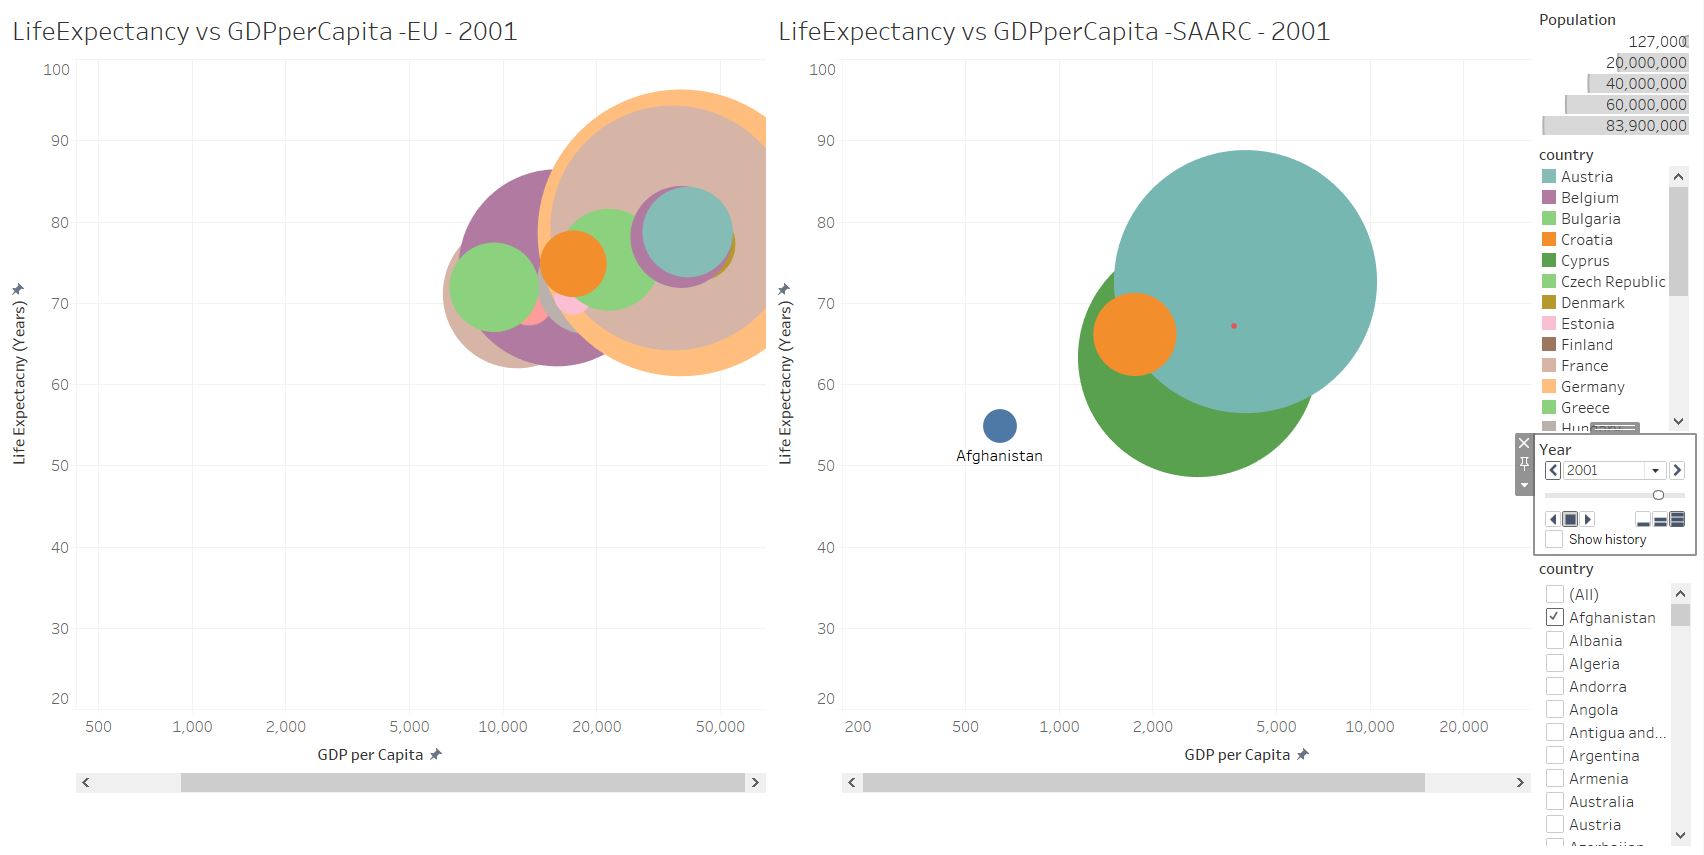 LifeExpectancy vs GDPperCapita -EU - 2001
100
90
80
70
60
50
40
30
20
Life Expectacny (Years)
500
1,000
2,000
5,000
10,000
20,000
50,000
GDP per Capita
LifeExpectancy vs GDPperCapita -SAARC - 2001
100
90
80
70
60
50
40
30
20
Life Expectacny (Years)
Afghanistan
200
500
1,000
2,000
5,000
10,000
20,000
GDP per Capita
Population
127,000
20,000,000
40,000,000
60,000,000
83,900,000
country
Austria
Belgium
Bulgaria
Croatia
Cyprus
Czech Republic
Denmark
Estonia
Finland
France
Germany
Greece
Year
2001
Show history
country
(All)
Afghanistan
Albania
Algeria
Andorra
Angola
Antigua and...
Argentina
Armenia
Australia
Austria